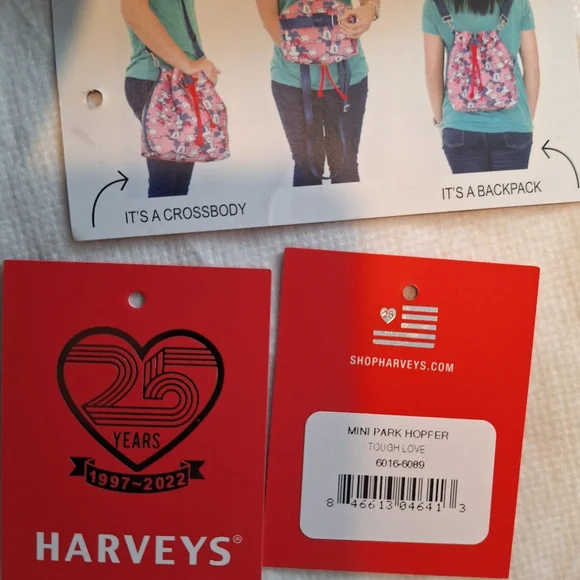 IT'S A CROSSBODY
IT'S A BACKPACK
25
YEARS
1997~2022
HARVEYS®
25
SHOPHARVEYS.COM
MINI PARK HOPPER
TOUGH LOVE
6016-6089
8 46613 04641 3